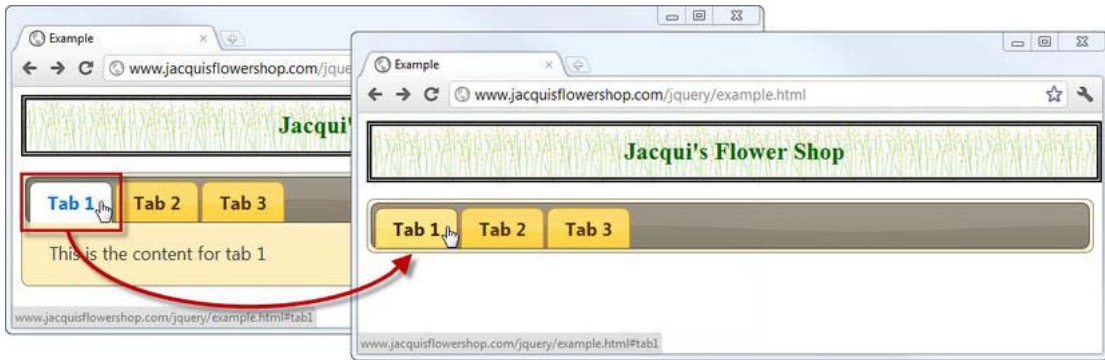 Example
www.jacquisflowershop.com/jque
Jacqui'
Tab 1 Tab 2 Tab 3
This is the content for tab 1
www.jacquisflowershop.com/jquery/example.html#tab1
Example
www.jacquisflowershop.com/jquery/example.html
Jacqui's Flower Shop
Tab 1 Tab 2 Tab 3
www.jacquisflowershop.com/jquery/example.html#tab1